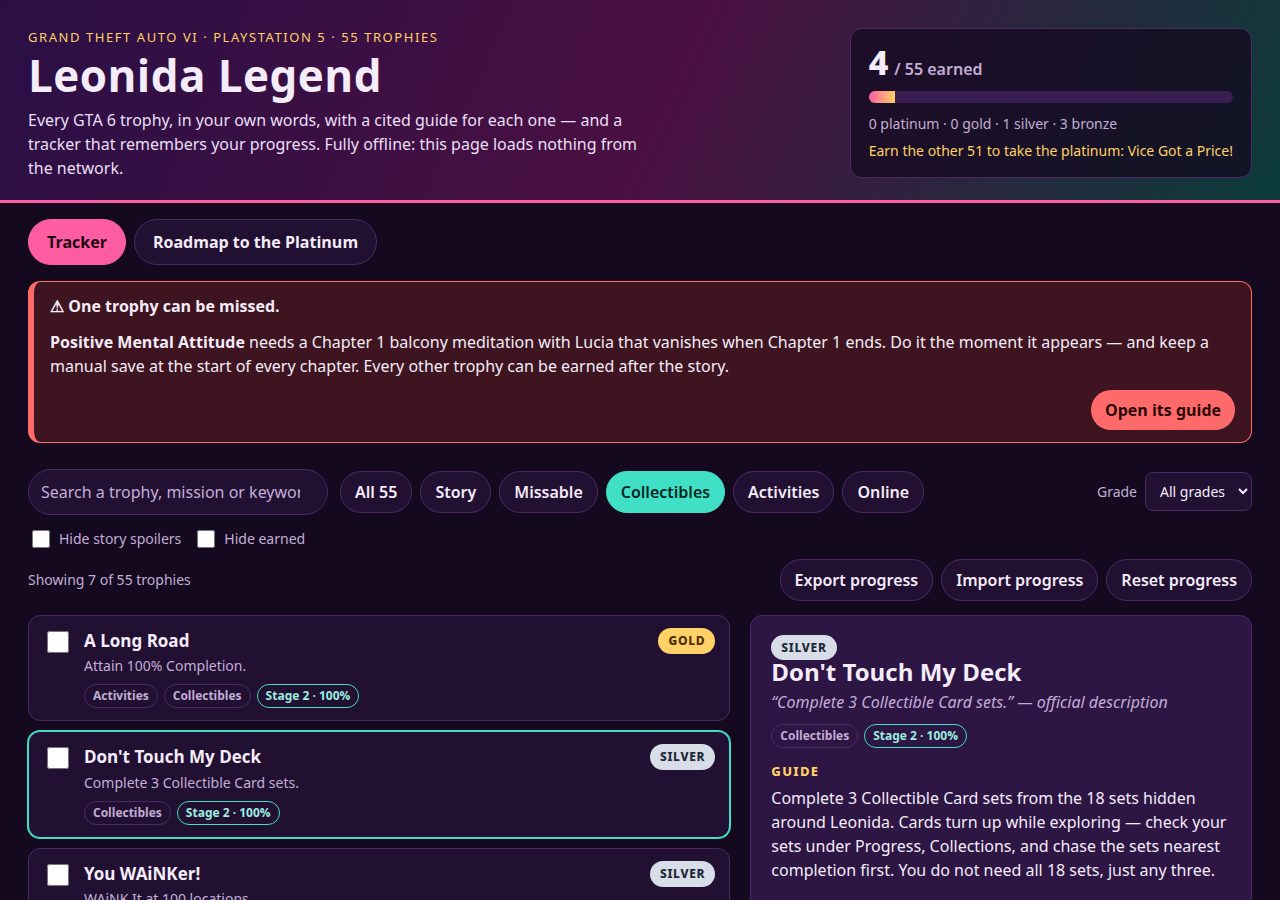 GRAND THEFT AUTO VI · PLAYSTATION 5 · 55 TROPHIES
Leonida Legend
Every GTA 6 trophy, in your own words, with a cited guide for each one — and a
tracker that remembers your progress. Fully offline: this page loads nothing from
the network.
4 / 55 earned
0 platinum · 0 gold · 1 silver · 3 bronze
Earn the other 51 to take the platinum: Vice Got a Price!
Tracker
Roadmap to the Platinum
⚠ One trophy can be missed.
Positive Mental Attitude needs a Chapter 1 balcony meditation with Lucia that vanishes when Chapter 1 ends. Do it the moment it appears — and keep a
manual save at the start of every chapter. Every other trophy can be earned after the story.
Open its guide
Search a trophy, mission or keywor
All 55
Story
Missable
Collectibles
Activities
Online
Grade
All grades
Hide story spoilers
Hide earned
Showing 7 of 55 trophies
Export progress
Import progress
Reset progress
A Long Road
GOLD
Attain 100% Completion.
Activities
Collectibles
Stage 2 · 100%
Don't Touch My Deck
SILVER
Complete 3 Collectible Card sets.
Collectibles
Stage 2 · 100%
You WAiNKer!
SILVER
WAiNK It at 100 locations.
SILVER
Don't Touch My Deck
“Complete 3 Collectible Card sets.” — official description
Collectibles
Stage 2 · 100%
GUIDE
Complete 3 Collectible Card sets from the 18 sets hidden
around Leonida. Cards turn up while exploring — check your
sets under Progress, Collections, and chase the sets nearest
completion first. You do not need all 18 sets, just any three.